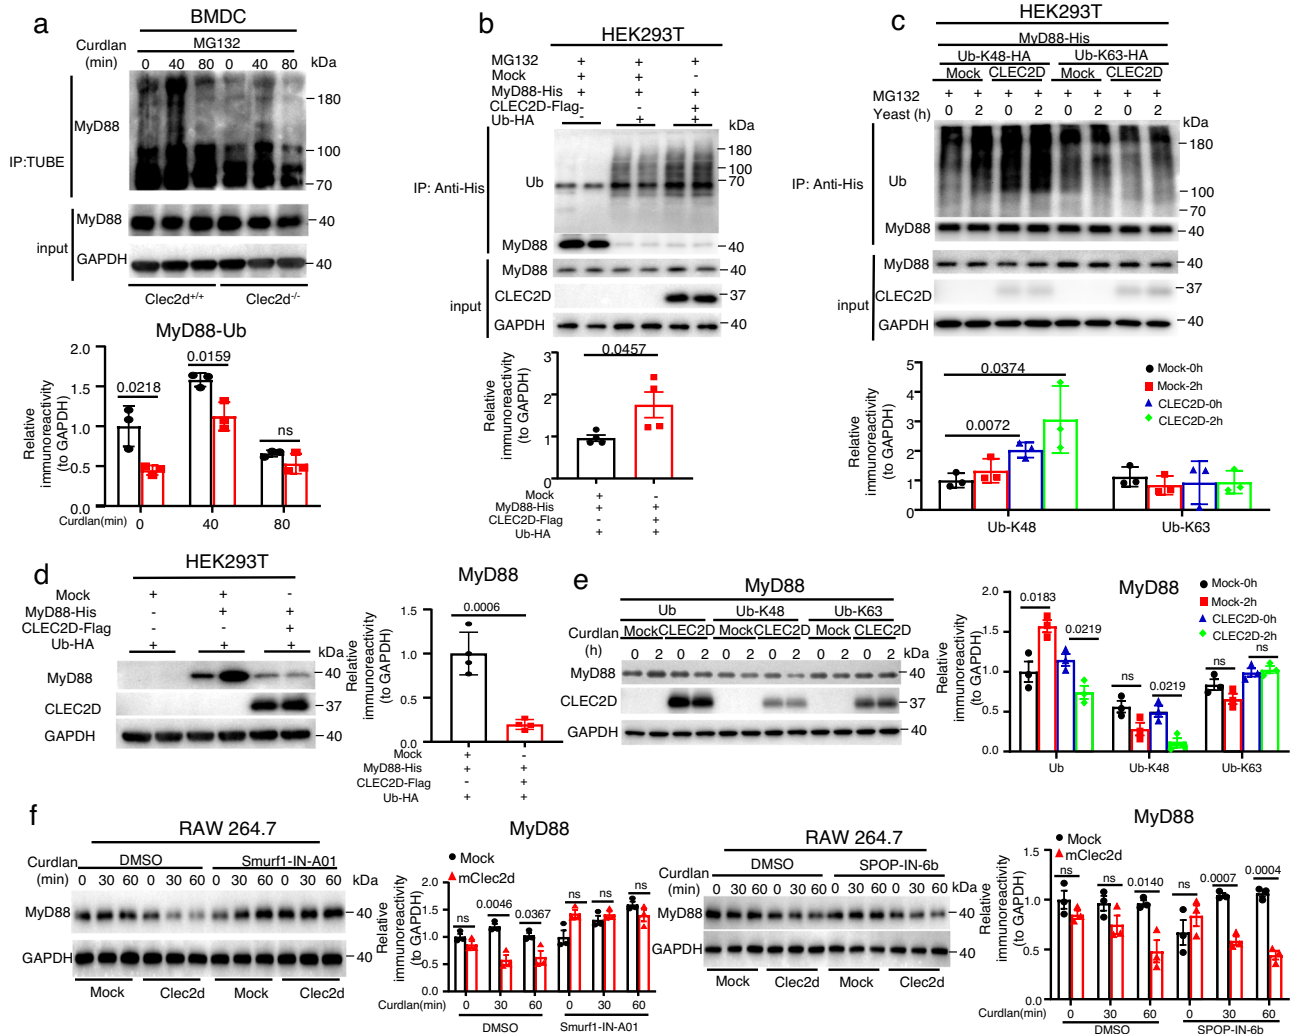 a
BMDC
Curdlan (min)
MG132
0 40 80 0 40 80 kDa
MyD88
IP:TUBE
180
100
70
input
MyD88
40
GAPDH
40
Clec2d+/+ Clec2d-/-
MyD88-Ub
Relative immunoreactivity (to GAPDH)
2.0
1.5
1.0
0.5
0.0
0.0218
0.0159
ns
Curdlan(min)
0 40 80
b
HEK293T
MG132 + + +
Mock + + -
MyD88-His + + +
CLEC2D-Flag - - +
Ub-HA - + +
kDa
IP: Anti-His
Ub
180
100
70
MyD88
40
input
MyD88
40
CLEC2D
37
GAPDH
40
Relative immunoreactivity (to GAPDH)
3
2
1
0
0.0457
Mock + -
MyD88-His + +
CLEC2D-Flag - +
Ub-HA + +
c
HEK293T
MyD88-His
Ub-K48-HA Ub-K63-HA
Mock CLEC2D Mock CLEC2D
MG132 + + + + + + + +
Yeast (h) 0 2 0 2 0 2 0 2
kDa
IP: Anti-His
Ub
180
100
70
MyD88
40
input
MyD88
40
CLEC2D
37
GAPDH
40
Relative immunoreactivity (to GAPDH)
5
4
3
2
1
0
0.0374
0.0072
Mock-0h
Mock-2h
CLEC2D-0h
CLEC2D-2h
Ub-K48 Ub-K63
d
HEK293T
Mock + + -
MyD88-His - + +
CLEC2D-Flag - - +
Ub-HA + + +
kDa
MyD88
40
CLEC2D
37
GAPDH
40
MyD88
Relative immunoreactivity (to GAPDH)
1.5
1.0
0.5
0.0
0.0006
Mock + -
MyD88-His + +
CLEC2D-Flag - +
Ub-HA + +
e
MyD88
Ub Ub-K48 Ub-K63
Curdlan (h)
Mock CLEC2D Mock CLEC2D Mock CLEC2D
0 2 0 2 0 2 0 2 0 2 0 2 kDa
MyD88
40
CLEC2D
37
GAPDH
40
MyD88
Relative immunoreactivity (to GAPDH)
2.0
1.5
1.0
0.5
0.0
0.0183
0.0219
ns
0.0219
ns
ns
Mock-0h
Mock-2h
CLEC2D-0h
CLEC2D-2h
Ub Ub-K48 Ub-K63
f
RAW 264.7
Curdlan (min)
DMSO Smurf1-IN-A01
0 30 60 0 30 60 0 30 60 0 30 60 kDa
MyD88
40
GAPDH
40
Mock Clec2d Mock Clec2d
MyD88
Mock
mClec2d
Relative immunoreactivity (to GAPDH)
2.0
1.5
1.0
0.5
0.0
ns 0.0046 0.0367 ns ns ns
Curdlan(min) 0 30 60 0 30 60
DMSO Smurf1-IN-A01
RAW 264.7
Curdlan (min)
DMSO SPOP-IN-6b
0 30 60 0 30 60 0 30 60 0 30 60 kDa
MyD88
40
GAPDH
40
Mock Clec2d Mock Clec2d
MyD88
Mock
mClec2d
Relative immunoreactivity (to GAPDH)
1.5
1.0
0.5
0.0
ns ns 0.0140 ns 0.0007 0.0004
Curdlan(min) 0 30 60 0 30 60
DMSO SPOP-IN-6b